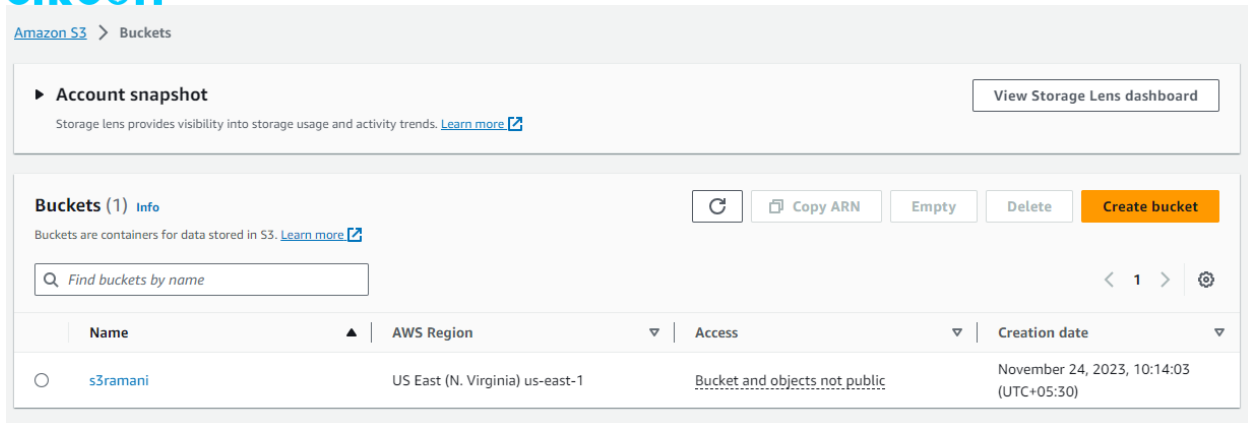 Amazon S3 > Buckets
Account snapshot
View Storage Lens dashboard
Storage lens provides visibility into storage usage and activity trends. Learn more
Buckets (1) Info
Copy ARN
Empty
Delete
Create bucket
Buckets are containers for data stored in S3. Learn more
Find buckets by name
< 1 >
Name AWS Region Access Creation date
s3ramani US East (N. Virginia) us-east-1 Bucket and objects not public November 24, 2023, 10:14:03
(UTC+05:30)